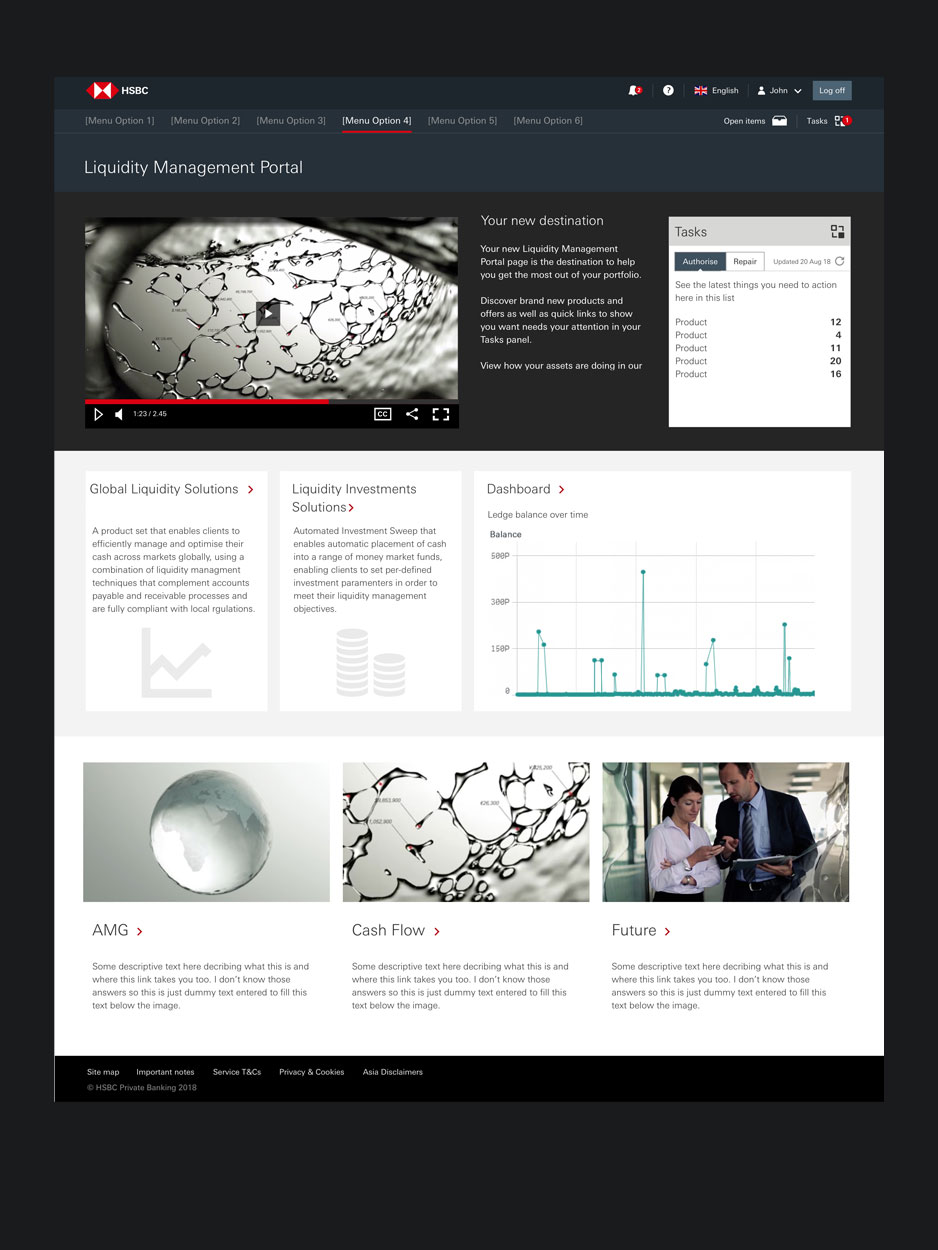 HSBC
2
?
English
John
Log off
[Menu Option 1]
[Menu Option 2]
[Menu Option 3]
[Menu Option 4]
[Menu Option 5]
[Menu Option 6]
Open items
Tasks
1
Liquidity Management Portal
1:23 / 2.45
CC
Your new destination
Your new Liquidity Management
Portal page is the destination to help
you get the most out of your portfolio.
Discover brand new products and
offers as well as quick links to show
you want needs your attention in your
Tasks panel.
View how your assets are doing in our
Tasks
Authorise
Repair
Updated 20 Aug 18
See the latest things you need to action
here in this list
Product 12
Product 4
Product 11
Product 20
Product 16
Global Liquidity Solutions
A product set that enables clients to
efficiently manage and optimise their
cash across markets globally, using a
combination of liquidity managment
techniques that complement accounts
payable and receivable processes and
are fully compliant with local rgulations.
Liquidity Investments
Solutions
Automated Investment Sweep that
enables automatic placement of cash
into a range of money market funds,
enabling clients to set per-defined
investment paramenters in order to
meet their liquidity management
objectives.
Dashboard
Ledge balance over time
Balance
500P
300P
150P
0
€26,300
AMG
Some descriptive text here decribing what this is and
where this link takes you too. I don't know those
answers so this is just dummy text entered to fill this
text below the image.
Cash Flow
Some descriptive text here decribing what this is and
where this link takes you too. I don't know those
answers so this is just dummy text entered to fill this
text below the image.
Future
Some descriptive text here decribing what this is and
where this link takes you too. I don't know those
answers so this is just dummy text entered to fill this
text below the image.
Site map
Important notes
Service T&Cs
Privacy & Cookies
Asia Disclaimers
© HSBC Private Banking 2018